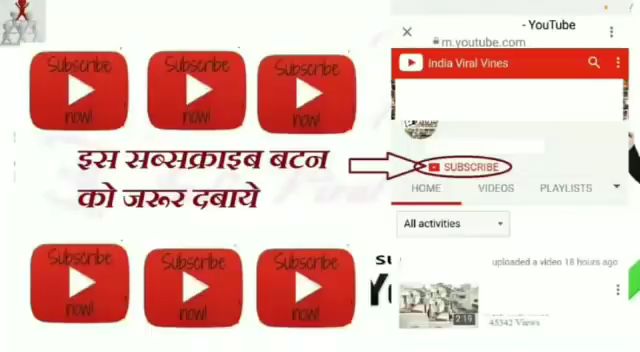 - YouTube
m.youtube.com
India Viral Vines
Subscribe now!
Subscribe now!
Subscribe now!
इस सब्सक्राइब बटन
को जरूर दबाये
SUBSCRIBE
HOME VIDEOS PLAYLISTS
All activities
uploaded a video 18 hours ago
2:19
45342 Views
Subscribe now!
Subscribe now!
Subscribe now!